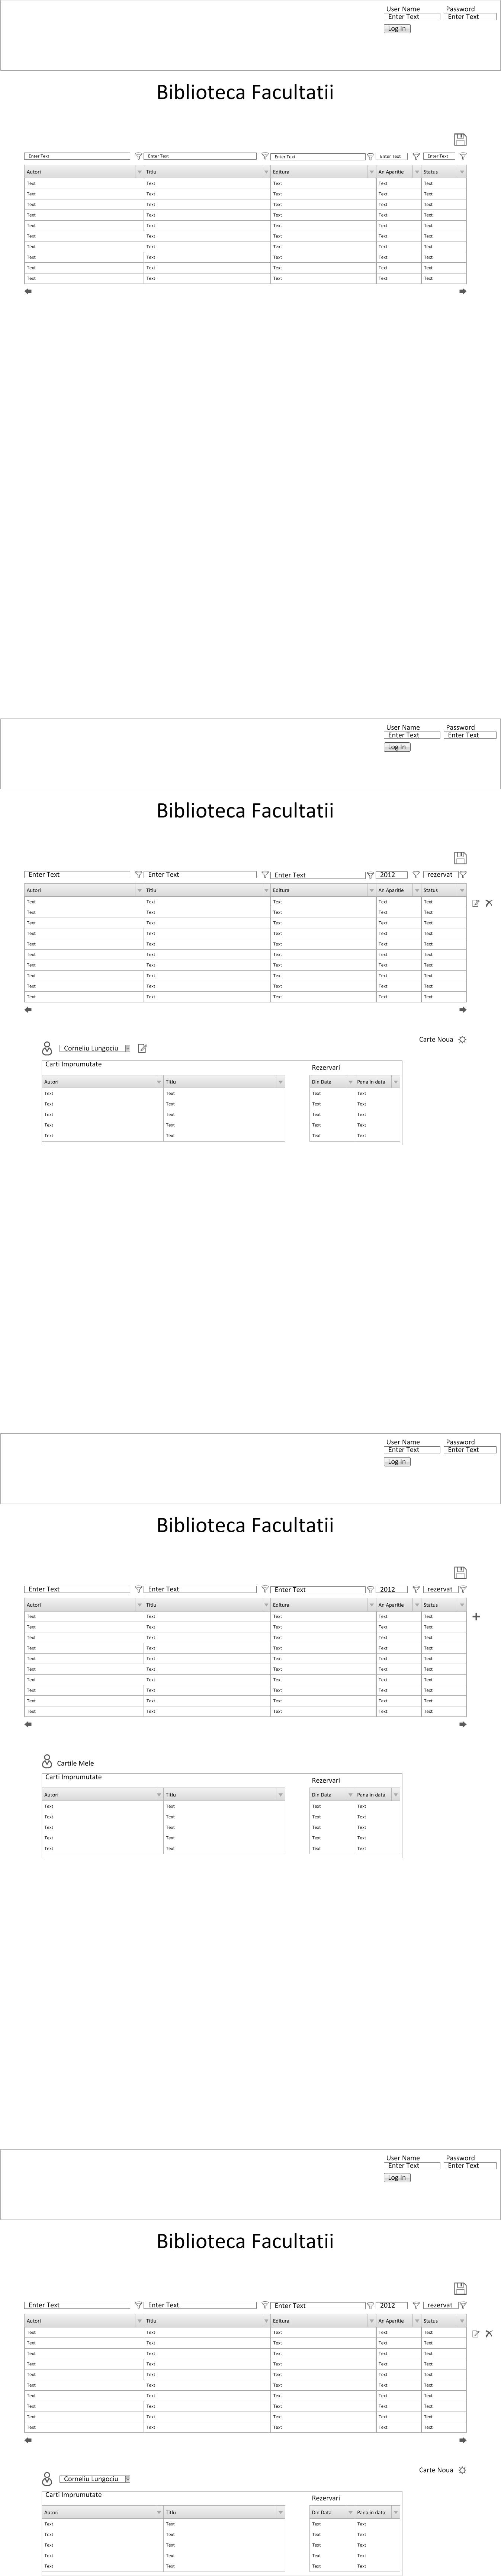 User Name Password
Enter Text Enter Text
Log In
Biblioteca Facultatii
Enter Text Enter Text Enter Text Enter Text Enter Text
Autori Titlu Editura An Aparitie Status
Text Text Text Text Text
Text Text Text Text Text
Text Text Text Text Text
Text Text Text Text Text
Text Text Text Text Text
Text Text Text Text Text
Text Text Text Text Text
Text Text Text Text Text
Text Text Text Text Text
Text Text Text Text Text
User Name Password
Enter Text Enter Text
Log In
Biblioteca Facultatii
Enter Text Enter Text Enter Text 2012 rezervat
Autori Titlu Editura An Aparitie Status
Text Text Text Text Text
Text Text Text Text Text
Text Text Text Text Text
Text Text Text Text Text
Text Text Text Text Text
Text Text Text Text Text
Text Text Text Text Text
Text Text Text Text Text
Text Text Text Text Text
Text Text Text Text Text
Carte Noua
Corneliu Lungociu
Carti Imprumutate Rezervari
Autori Titlu Din Data Pana in data
Text Text Text Text
Text Text Text Text
Text Text Text Text
Text Text Text Text
Text Text Text Text
User Name Password
Enter Text Enter Text
Log In
Biblioteca Facultatii
Enter Text Enter Text Enter Text 2012 rezervat
Autori Titlu Editura An Aparitie Status
Text Text Text Text Text
Text Text Text Text Text
Text Text Text Text Text
Text Text Text Text Text
Text Text Text Text Text
Text Text Text Text Text
Text Text Text Text Text
Text Text Text Text Text
Text Text Text Text Text
Text Text Text Text Text
Cartile Mele
Carti Imprumutate Rezervari
Autori Titlu Din Data Pana in data
Text Text Text Text
Text Text Text Text
Text Text Text Text
Text Text Text Text
Text Text Text Text
User Name Password
Enter Text Enter Text
Log In
Biblioteca Facultatii
Enter Text Enter Text Enter Text 2012 rezervat
Autori Titlu Editura An Aparitie Status
Text Text Text Text Text
Text Text Text Text Text
Text Text Text Text Text
Text Text Text Text Text
Text Text Text Text Text
Text Text Text Text Text
Text Text Text Text Text
Text Text Text Text Text
Text Text Text Text Text
Text Text Text Text Text
Carte Noua
Corneliu Lungociu
Carti Imprumutate Rezervari
Autori Titlu Din Data Pana in data
Text Text Text Text
Text Text Text Text
Text Text Text Text
Text Text Text Text
Text Text Text Text